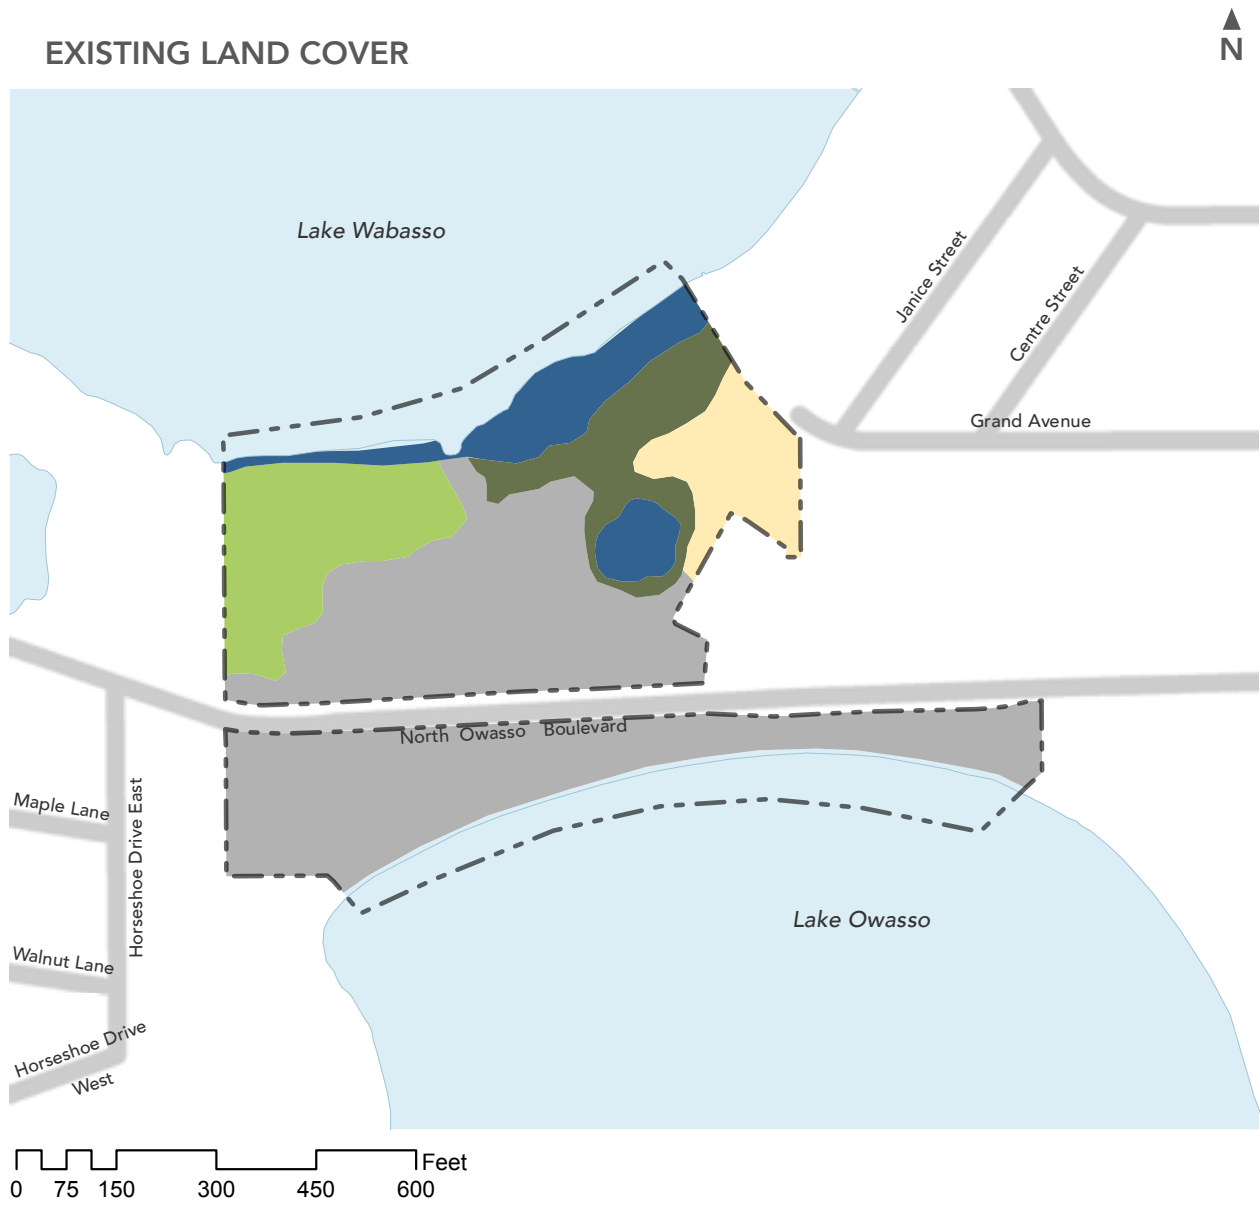 N
EXISTING LAND COVER
Lake Wabasso
Janice Street
Centre Street
Grand Avenue
North Owasso Boulevard
Maple Lane
Horseshoe Drive East
Lake Owasso
Walnut Lane
Horseshoe Drive
West
Feet
0 75 150 300 450 600